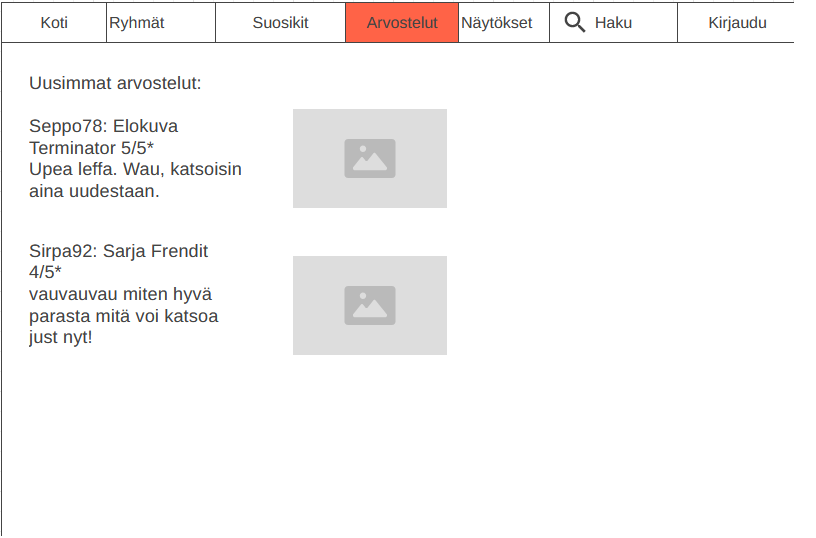 Koti Ryhmät Suosikit Arvostelut Näytökset Haku Kirjaudu
Uusimmat arvostelut:
Seppo78: Elokuva
Terminator 5/5*
Upea leffa. Wau, katsoisin
aina uudestaan.
Sirpa92: Sarja Frendit
4/5*
vauvauvau miten hyvä
parasta mitä voi katsoa
just nyt!